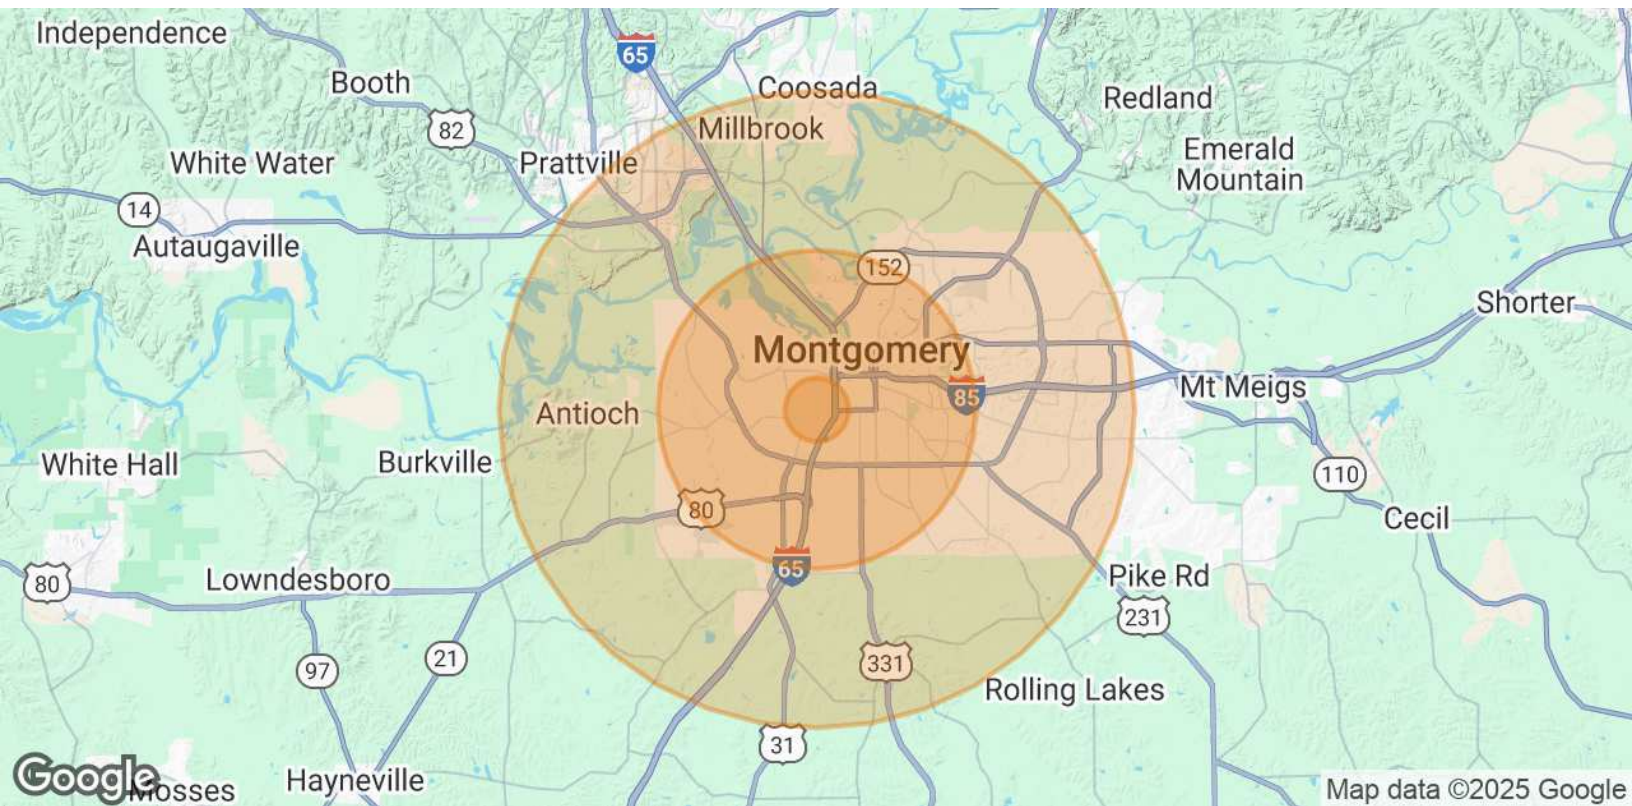 Independence
65
Booth
Coosada
Redland
82
Millbrook
Emerald
Mountain
White Water
Prattville
14
Autaugaville
152
Shorter
Montgomery
85
Mt Meigs
Antioch
White Hall
Burkville
110
80
Cecil
65
80
Lowndesboro
Pike Rd
231
21
97
331
Rolling Lakes
31
Hayneville
Google
Mosses
Map data ©2025 Google